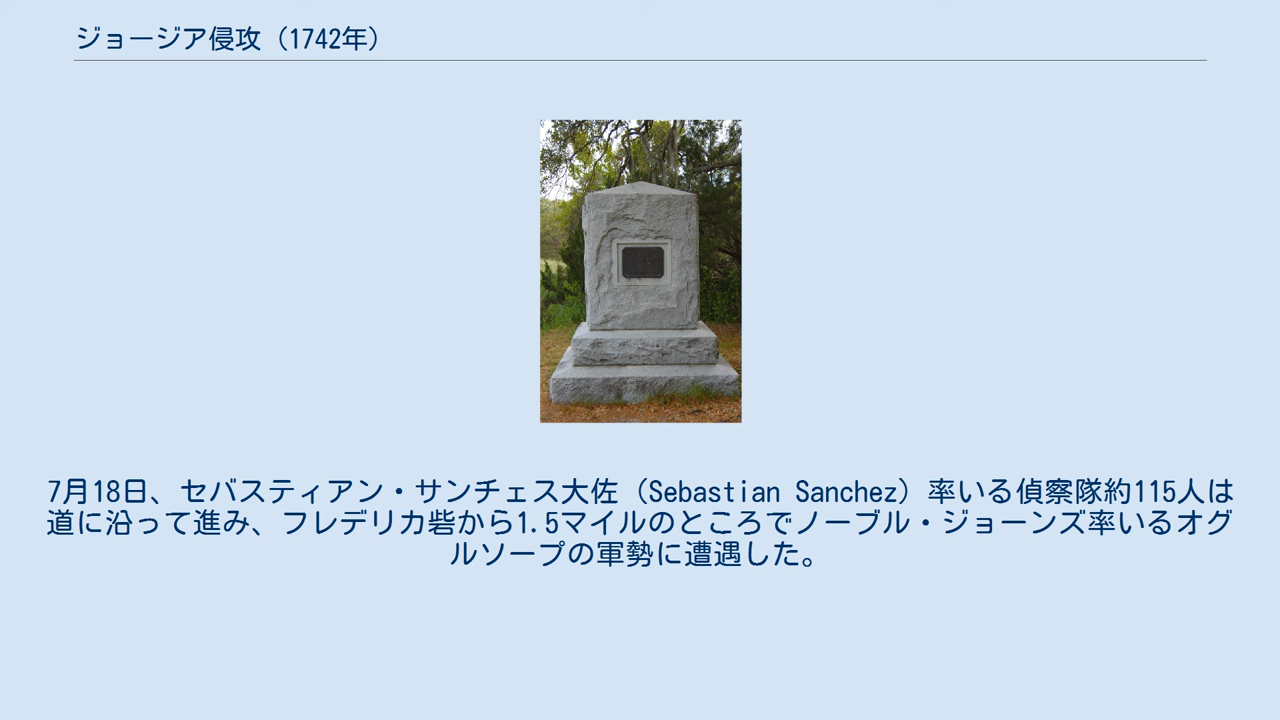 ジョージア侵攻（1742年）
7月18日、セバスティアン・サンチェス大佐（Sebastian Sanchez）率いる偵察隊約115人は
道に沿って進み、フレデリカ砦から1.5マイルのところでノーブル・ジョーンズ率いるオグ
ルソープの軍勢に遭遇した。